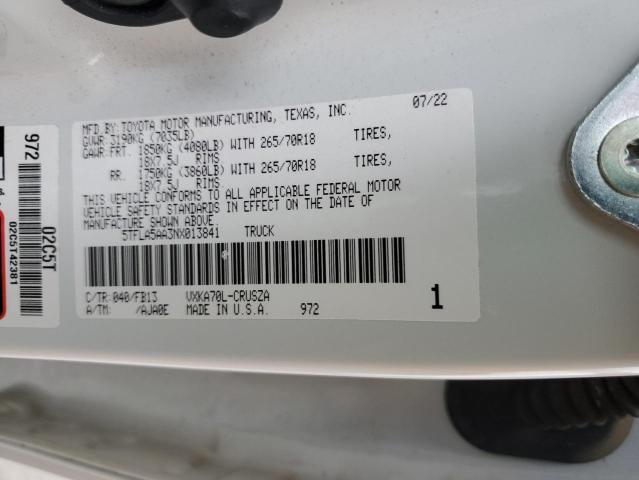 MFD BY:TOYOTA MOTOR MANUFACTURING, TEXAS, INC. 07/22
GVWR 3190KG (7035LB)
GAWR.FRT. 1850KG (4080LB) WITH 265/70R18 TIRES,
18X7.5J RIMS
RR. 1750KG (3860LB) WITH 265/70R18 TIRES,
18X7.5J RIMS
THIS VEHICLE CONFORMS TO ALL APPLICABLE FEDERAL MOTOR
VEHICLE SAFETY STANDARDS IN EFFECT ON THE DATE OF
MANUFACTURE SHOWN ABOVE
5TFLA5AA3NX013841 TRUCK
C/TR:040/FB13 VXKA70L-CRUSZA
A/TM: /AJA0E MADE IN U.S.A. 972
1
972
02C5T
02C5T42381